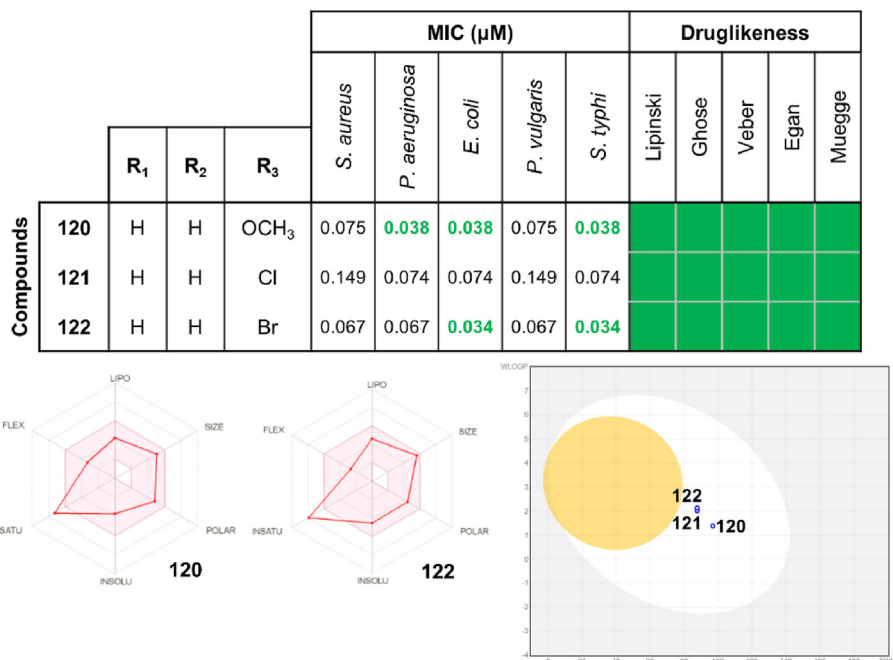 MIC (µM) Druglikeness
R1 R2 R3 S. aureus P. aeruginosa E. coli P. vulgaris S. typhi Lipinski Ghose Veber Egan Muegge
Compounds
120 H H OCH3 0.075 0.038 0.038 0.075 0.038
121 H H Cl 0.149 0.074 0.074 0.149 0.074
122 H H Br 0.067 0.067 0.034 0.067 0.034
LIPO
FLEX SIZE
SATU POLAR
INSOLU
120
LIPO
FLEX SIZE
INSATU POLAR
INSOLU
122
WLOGP
7
6
5
4
3
2
1
0
-1
-2
-3
-4
122
121 120